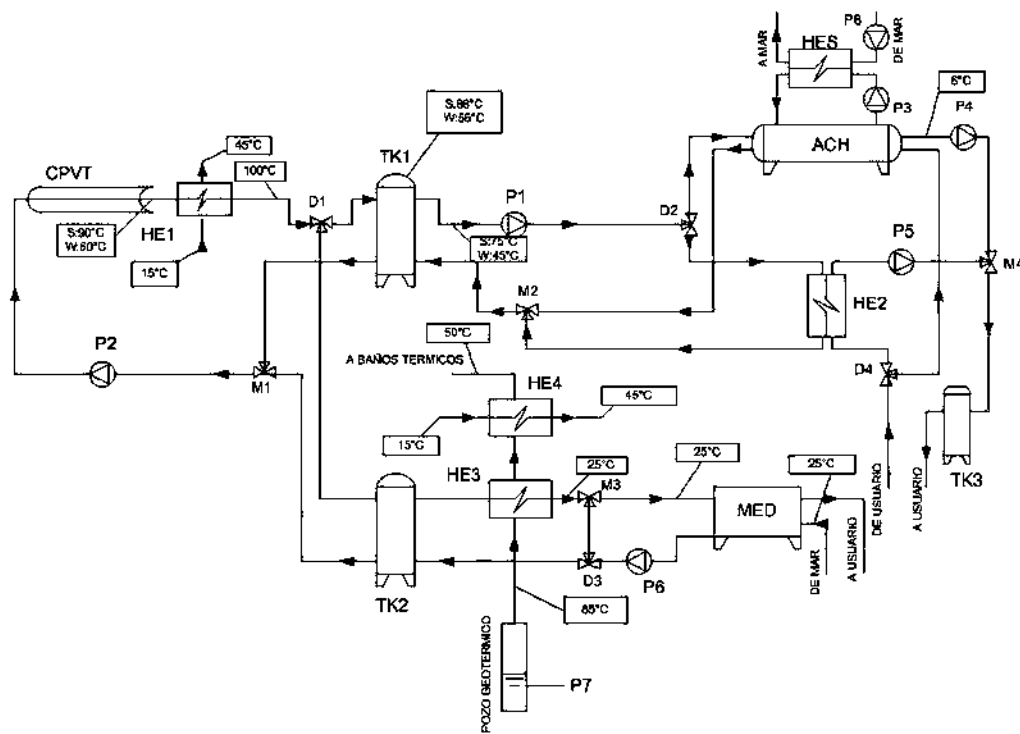 P8
A MAR
HES
DE MAR
6°C
S:88°C
W:56°C
P3
P4
45°C
TK1
ACH
CPVT
100°C
D1
P1
D2
S:90°C
W:60°C
P5
HE1
S:75°C
W:45°C
15°C
M4
M2
HE2
50°C
P2
A BAÑOS TERMICOS
M1
HE4
D4
45°C
15°C
HE3
25°C
25°C
25°C
M3
TK3
MED
DE USUARIO
A USUARIO
D3
P6
DE MAR
A USUARIO
TK2
85°C
POZO GEOTERMICO
P7